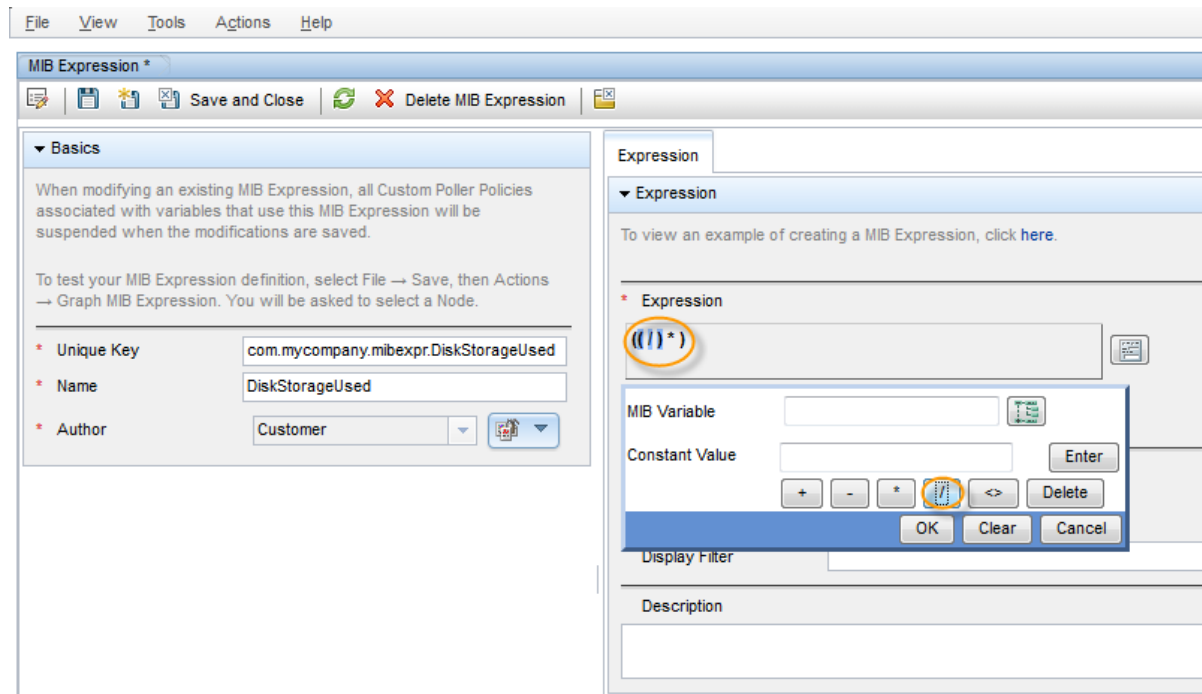 File View Tools Actions Help
MIB Expression *
Save and Close Delete MIB Expression
Basics
When modifying an existing MIB Expression, all Custom Poller Policies
associated with variables that use this MIB Expression will be
suspended when the modifications are saved.
To test your MIB Expression definition, select File → Save, then Actions
→ Graph MIB Expression. You will be asked to select a Node.
* Unique Key com.mycompany.mibexpr.DiskStorageUsed
* Name DiskStorageUsed
* Author Customer
Expression
Expression
To view an example of creating a MIB Expression, click here.
* Expression
(( / ) * )
MIB Variable
Constant Value Enter
+ - * / <> Delete
OK Clear Cancel
Display Filter
Description